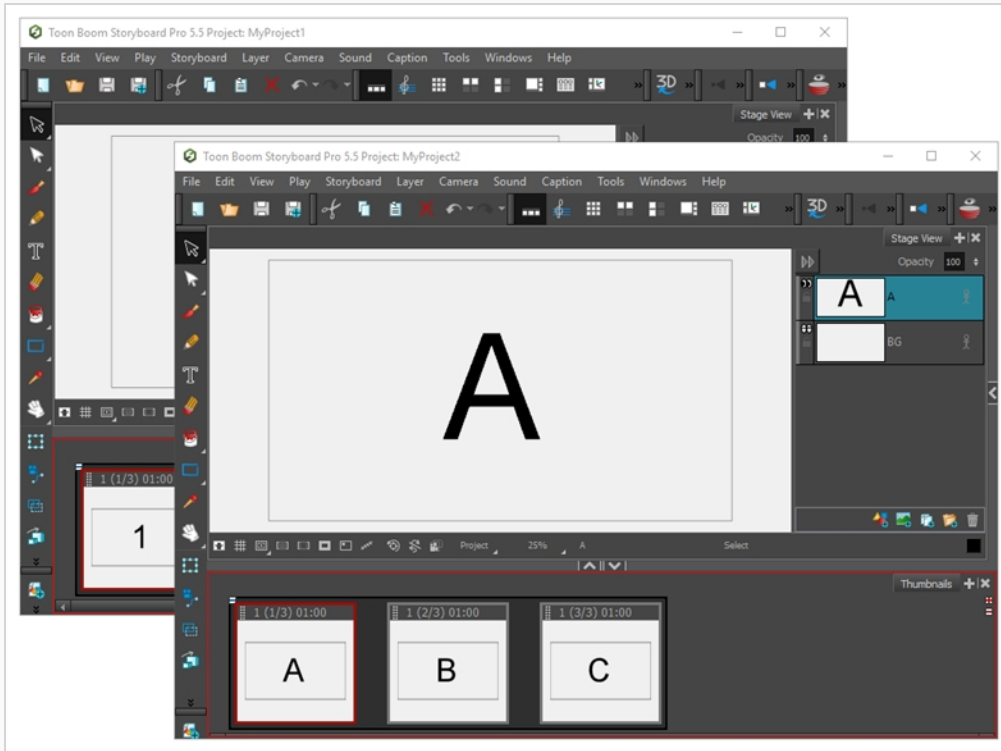 Toon Boom Storyboard Pro 5.5 Project: MyProject1
File Edit View Play Storyboard Layer Camera Sound Caption Tools Windows Help
3D
Stage View
Opacity 100
1 (1/3) 01:00
1
Toon Boom Storyboard Pro 5.5 Project: MyProject2
File Edit View Play Storyboard Layer Camera Sound Caption Tools Windows Help
T 3D
Stage View
Opacity 100
A A
BG
T
A
Project 25% A Select
Thumbnails
1 (1/3) 01:00 1 (2/3) 01:00 1 (3/3) 01:00
A B C